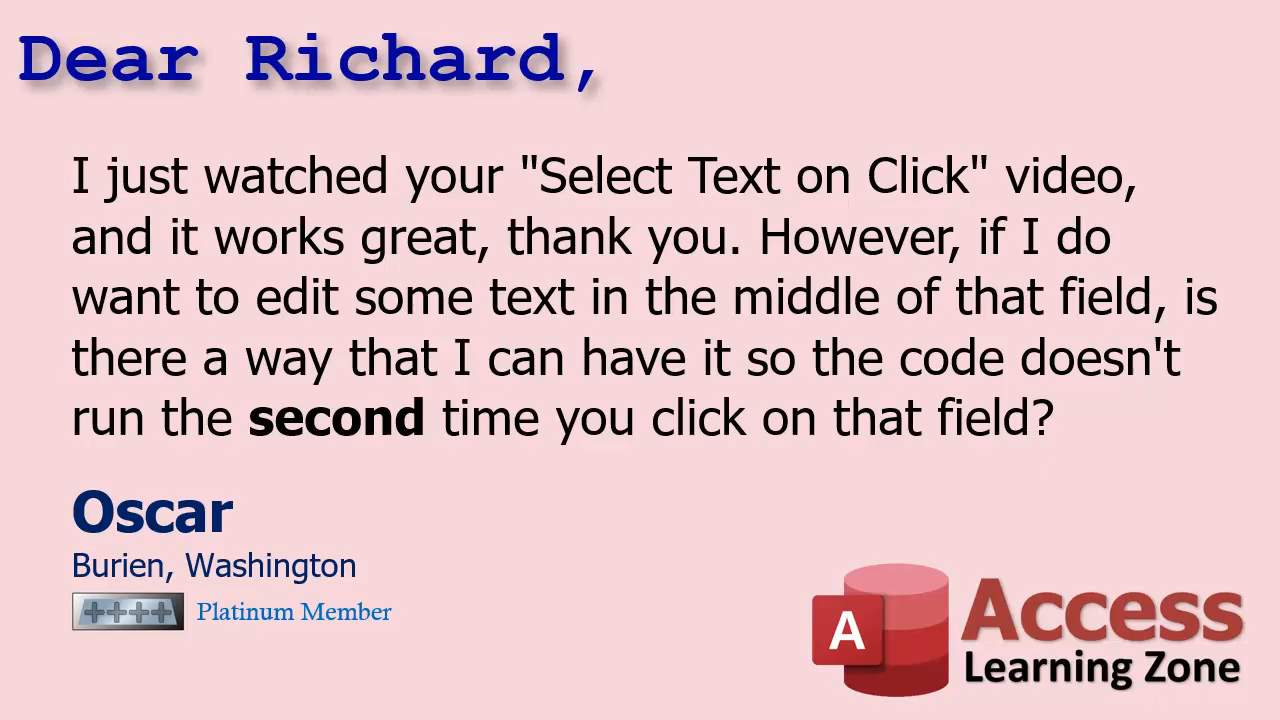 Dear Richard,
I just watched your "Select Text on Click" video,
and it works great, thank you. However, if I do
want to edit some text in the middle of that field, is
there a way that I can have it so the code doesn't
run the second time you click on that field?
Oscar
Burien, Washington
++++ Platinum Member
A Access
Learning Zone